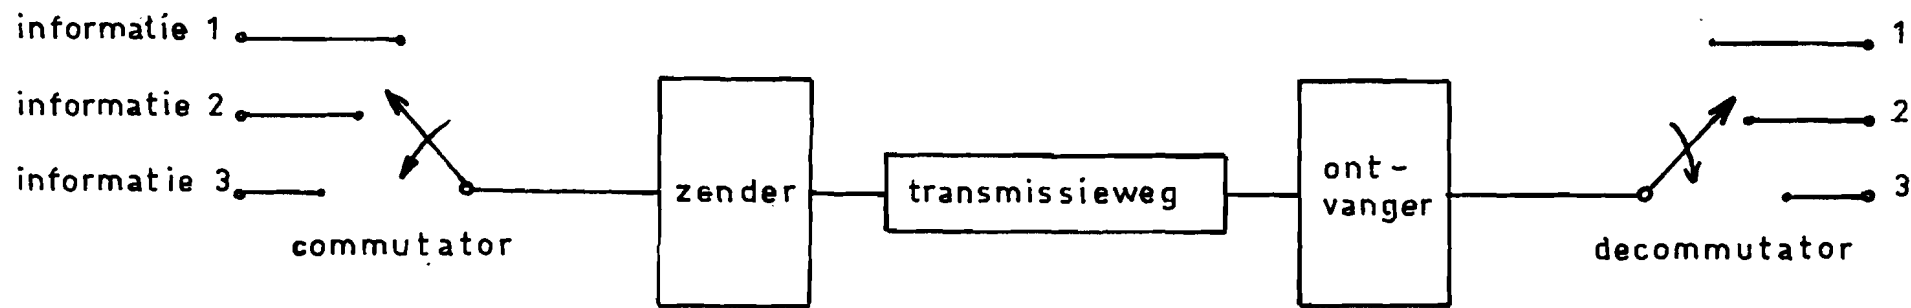 informatie 1
informatie 2
informatie 3
commutator
zender
transmissieweg
ont-
vanger
1
2
3
decommutator